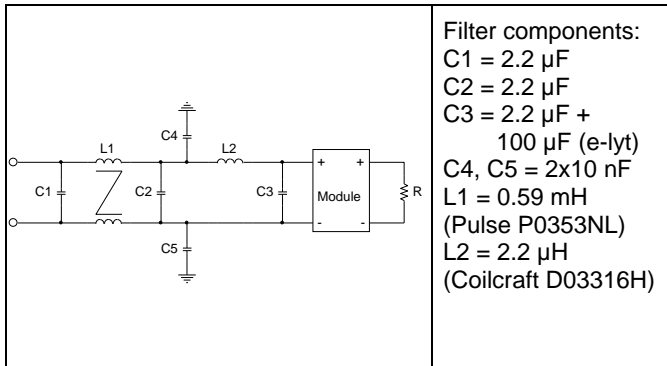 C4
L1
L2
C1
C2
C3
+
+
Module
-
-
R
C5
Filter components:
C1 = 2.2 µF
C2 = 2.2 µF
C3 = 2.2 µF +
100 µF (e-lyt)
C4, C5 = 2x10 nF
L1 = 0.59 mH
(Pulse P0353NL)
L2 = 2.2 µH
(Coilcraft D03316H)